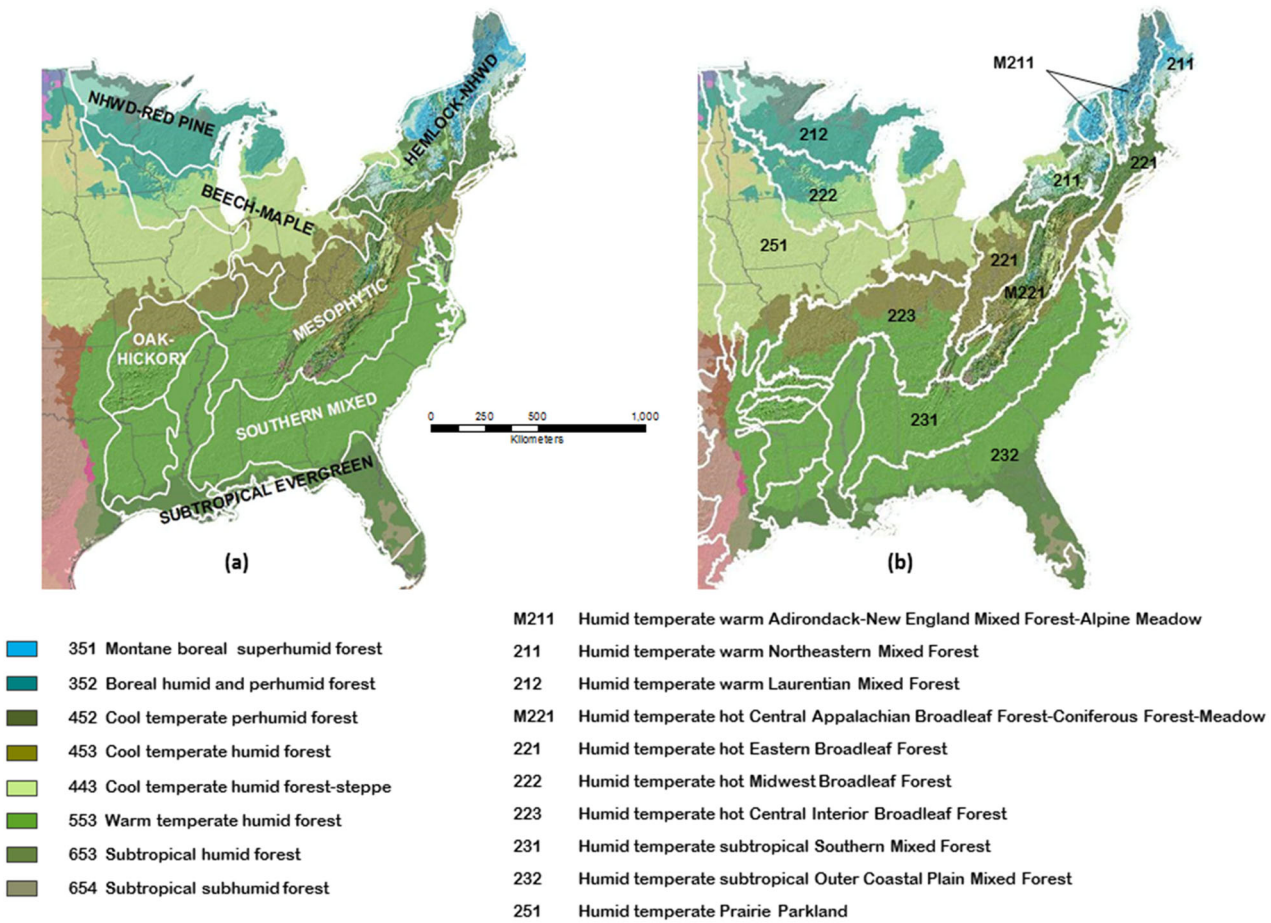 NHWD-RED PINE
HEMLOCK-NHWD
BEECH-MAPLE
MESOPHYTIC
OAK-
HICKORY
SOUTHERN MIXED
SUBTROPICAL EVERGREEN
(a)
0 250 500 1,000
Kilometers
M211
211
212
221
222
211
251
221
M221
223
231
232
(b)
351 Montane boreal superhumid forest
352 Boreal humid and perhumid forest
452 Cool temperate perhumid forest
453 Cool temperate humid forest
443 Cool temperate humid forest-steppe
553 Warm temperate humid forest
653 Subtropical humid forest
654 Subtropical subhumid forest
M211 Humid temperate warm Adirondack-New England Mixed Forest-Alpine Meadow
211 Humid temperate warm Northeastern Mixed Forest
212 Humid temperate warm Laurentian Mixed Forest
M221 Humid temperate hot Central Appalachian Broadleaf Forest-Coniferous Forest-Meadow
221 Humid temperate hot Eastern Broadleaf Forest
222 Humid temperate hot Midwest Broadleaf Forest
223 Humid temperate hot Central Interior Broadleaf Forest
231 Humid temperate subtropical Southern Mixed Forest
232 Humid temperate subtropical Outer Coastal Plain Mixed Forest
251 Humid temperate Prairie Parkland